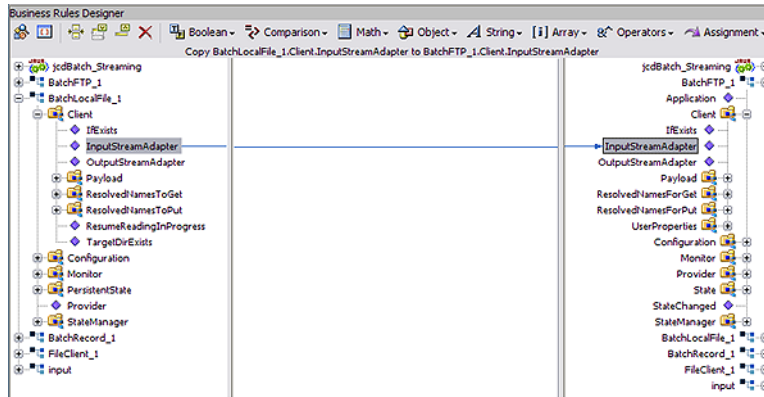 Business Rules Designer
Boolean Comparison Math Object String Array Operators Assignment
Copy BatchLocalFile_1.Client.InputStreamAdapter to BatchFTP_1.Client.InputStreamAdapter
jcdBatch_Streaming
BatchFTP_1
BatchLocalFile_1
Client
IfExists
InputStreamAdapter
OutputStreamAdapter
Payload
ResolvedNamesToGet
ResolvedNamesToPut
ResumeReadingInProgress
TargetDirExists
Configuration
Monitor
PersistentState
Provider
StateManager
BatchRecord_1
FileClient_1
input
jcdBatch_Streaming
BatchFTP_1
Application
Client
IfExists
InputStreamAdapter
OutputStreamAdapter
Payload
ResolvedNamesForGet
ResolvedNamesForPut
UserProperties
Configuration
Monitor
Provider
State
StateChanged
StateManager
BatchLocalFile_1
BatchRecord_1
FileClient_1
input